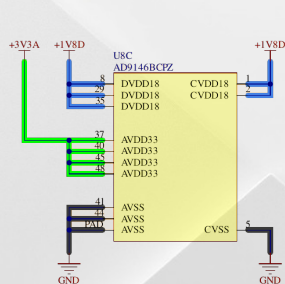 +3V3A +1V8D +1V8D
U8C
AD9146BCPZ
8 DVDD18 CVDD18 1
29 DVDD18 CVDD18 2
35 DVDD18
37 AVDD33
40 AVDD33
45 AVDD33
48 AVDD33
41 AVSS
44 AVSS
PAD AVSS CVSS 5
GND GND